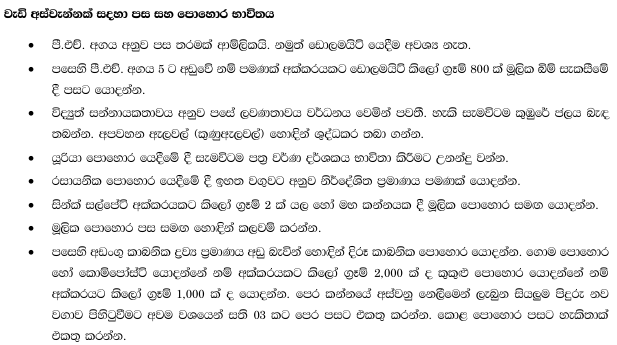 වැඩි අස්වැන්නක් සදහා පස සහ පොහොර භාවිතය
• පී.එච්. අගය අනුව පස තරමක් ආම්ලිකයි. නමුත් ඩොලමයිට් යෙදීම අවශ්‍ය නැත.
• පසෙහි පී.එච්. අගය 5 ට අඩුවේ නම් පමණක් අක්කරයකට ඩොලමයිට් කිලෝ ග්‍රෑම් 800 ක් මූලික බිම් සැකසීමේ
දී පසට යොදන්න.
• විද්‍යුත් සන්නායකතාවය අනුව පසේ ලවණතාවය වර්ධනය වෙමින් පවතී. හැකි සැමවිටම කුඹුරේ ජලය බැඳ
තබන්න. අපවහන ඇලවල් (කුණුඇලවල්) හොඳින් ශුද්ධකර තබා ගන්න.
• යූරියා පොහොර යෙදීමේ දී සැමවිටම පත්‍ර වර්ණ දර්ශකය භාවිතා කිරීමට උනන්දු වන්න.
• රසායනික පොහොර යෙදීමේ දී ඉහත වගුවට අනුව නිර්දේශිත ප්‍රමාණය පමණක් යොදන්න.
• සින්ක් සල්පේට් අක්කරයකට කිලෝ ග්‍රෑම් 2 ක් යල හෝ මහ කන්නයක දී මූලික පොහොර සමඟ යොදන්න.
• මූලික පොහොර පස සමඟ හොඳින් කලවම් කරන්න.
• පසෙහි අඩංගු කාබනික ද්‍රව්‍ය ප්‍රමාණය අඩු බැවින් හොඳින් දිරූ කාබනික පොහොර යොදන්න. ගොම පොහොර
හෝ කොම්පෝස්ට් යොදන්නේ නම් අක්කරයකට කිලෝ ග්‍රෑම් 2,000 ක් ද කුකුළු පොහොර යොදන්නේ නම්
අක්කරයට කිලෝ ග්‍රෑම් 1,000 ක් ද යොදන්න. පෙර කන්නයේ අස්වනු නෙලීමෙන් ලැබුන සියලුම පිදුරු නව
වගාව පිහිටුවීමට අවම වශයෙන් සති 03 කට පෙර පසට එකතු කරන්න. කොළ පොහොර පසට හැකිතාක්
එකතු කරන්න.